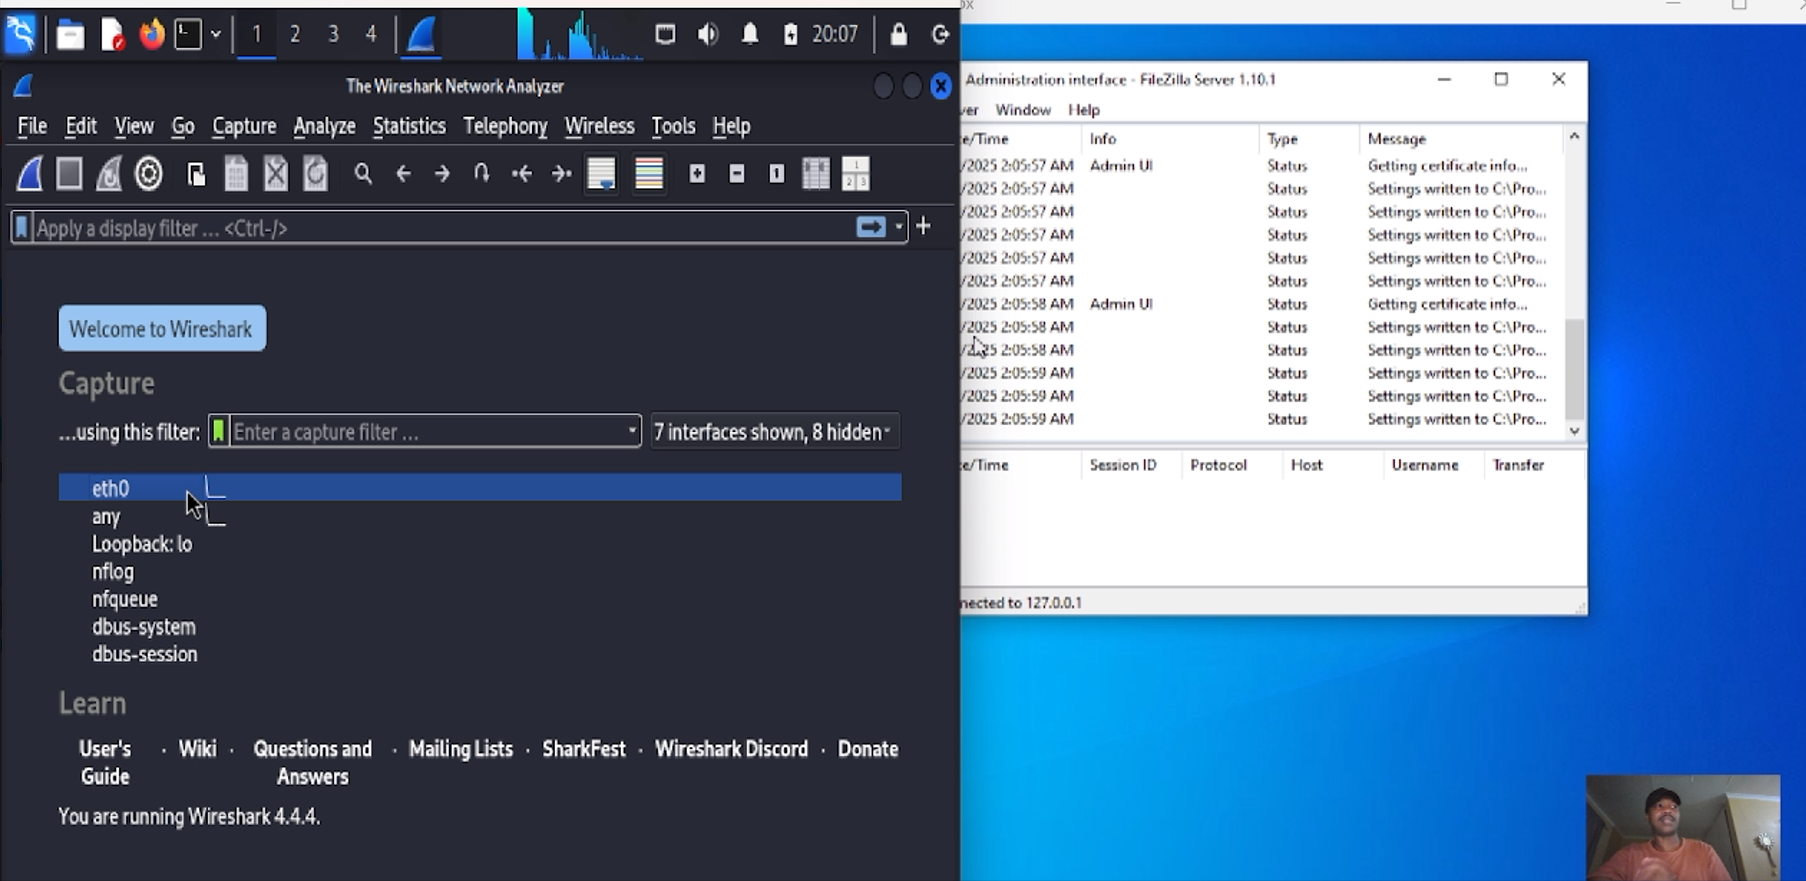 1 2 3 4 20:07
The Wireshark Network Analyzer
File Edit View Go Capture Analyze Statistics Telephony Wireless Tools Help
Apply a display filter ... <Ctrl-/>
Welcome to Wireshark
Capture
...using this filter: Enter a capture filter ... 7 interfaces shown, 8 hidden
eth0
any
Loopback: lo
nflog
nfqueue
dbus-system
dbus-session
Learn
User's Guide · Wiki · Questions and Answers · Mailing Lists · SharkFest · Wireshark Discord · Donate
You are running Wireshark 4.4.4.
Administration interface - FileZilla Server 1.10.1
Window Help
e/Time Info Type Message
/2025 2:05:57 AM Admin UI Status Getting certificate info...
/2025 2:05:57 AM Status Settings written to C:\Pro...
/2025 2:05:57 AM Status Settings written to C:\Pro...
/2025 2:05:57 AM Status Settings written to C:\Pro...
/2025 2:05:57 AM Status Settings written to C:\Pro...
/2025 2:05:57 AM Status Settings written to C:\Pro...
/2025 2:05:58 AM Admin UI Status Getting certificate info...
/2025 2:05:58 AM Status Settings written to C:\Pro...
/2025 2:05:58 AM Status Settings written to C:\Pro...
/2025 2:05:59 AM Status Settings written to C:\Pro...
/2025 2:05:59 AM Status Settings written to C:\Pro...
/2025 2:05:59 AM Status Settings written to C:\Pro...
e/Time Session ID Protocol Host Username Transfer
nected to 127.0.0.1